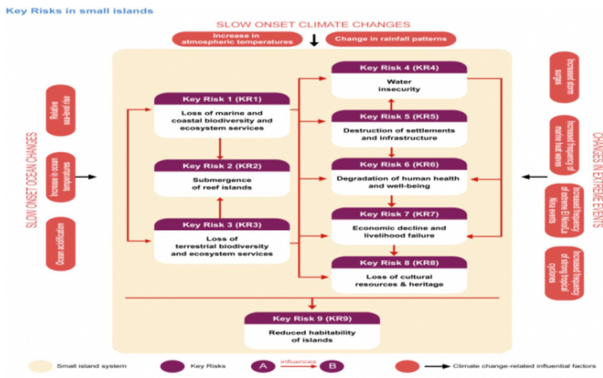 Key Risks in small islands
SLOW ONSET CLIMATE CHANGES
Increase in
atmospheric temperatures
Change in rainfall patterns
SLOW ONSET OCEAN CHANGES
Relative
sea-level rise
Increase in ocean
temperatures
Ocean acidification
Key Risk 1 (KR1)
Loss of marine and
coastal biodiversity and
ecosystem services
Key Risk 2 (KR2)
Submergence
of reef islands
Key Risk 3 (KR3)
Loss of
terrestrial biodiversity
and ecosystem services
Key Risk 4 (KR4)
Water
insecurity
Key Risk 5 (KR5)
Destruction of settlements
and infrastructure
Key Risk 6 (KR6)
Degradation of human health
and well-being
Key Risk 7 (KR7)
Economic decline and
livelihood failure
Key Risk 8 (KR8)
Loss of cultural
resources & heritage
Key Risk 9 (KR9)
Reduced habitability
of islands
CHANGES IN EXTREME EVENTS
Increased storm
surges
Increased frequency of
marine heat waves
Increased frequency
of extreme El Nino/La
Nina events
Increased frequency
of strong tropical
cyclones
Small island system
Key Risks
A
influences
B
Climate change-related influential factors